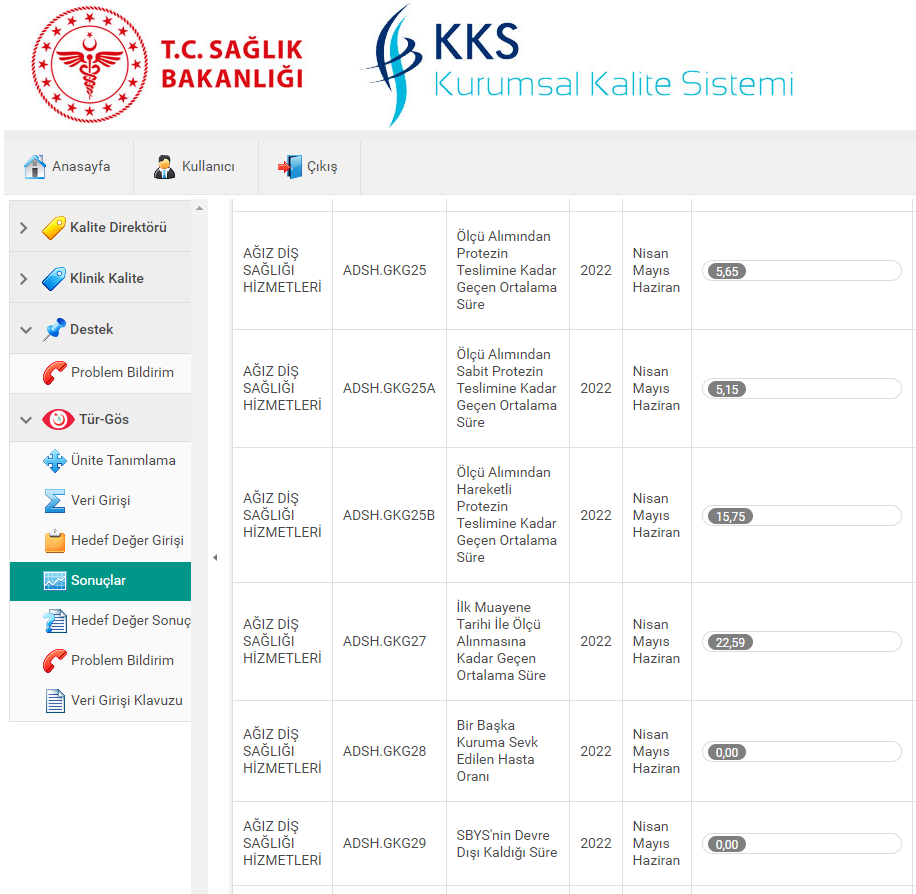 T.C. SAĞLIK
BAKANLIĞI
KKS
Kurumsal Kalite Sistemi
Anasayfa
Kullanıcı
Çıkış
Kalite Direktörü
Klinik Kalite
Destek
Problem Bildirim
Tür-Gös
Ünite Tanımlama
Veri Girişi
Hedef Değer Girişi
Sonuçlar
Hedef Değer Sonuç
Problem Bildirim
Veri Girişi Klavuzu
AĞIZ DİŞ
SAĞLIĞI
HİZMETLERİ
ADSH.GKG25
Ölçü Alımından
Protezin
Teslimine Kadar
Geçen Ortalama
Süre
2022
Nisan
Mayıs
Haziran
5,65
AĞIZ DİŞ
SAĞLIĞI
HİZMETLERİ
ADSH.GKG25A
Ölçü Alımından
Sabit Protezin
Teslimine Kadar
Geçen Ortalama
Süre
2022
Nisan
Mayıs
Haziran
5,15
AĞIZ DİŞ
SAĞLIĞI
HİZMETLERİ
ADSH.GKG25B
Ölçü Alımından
Hareketli
Protezin
Teslimine Kadar
Geçen Ortalama
Süre
2022
Nisan
Mayıs
Haziran
15,75
AĞIZ DİŞ
SAĞLIĞI
HİZMETLERİ
ADSH.GKG27
İlk Muayene
Tarihi İle Ölçü
Alınmasına
Kadar Geçen
Ortalama Süre
2022
Nisan
Mayıs
Haziran
22,59
AĞIZ DİŞ
SAĞLIĞI
HİZMETLERİ
ADSH.GKG28
Bir Başka
Kuruma Sevk
Edilen Hasta
Oranı
2022
Nisan
Mayıs
Haziran
0,00
AĞIZ DİŞ
SAĞLIĞI
HİZMETLERİ
ADSH.GKG29
SBYS'nin Devre
Dışı Kaldığı Süre
2022
Nisan
Mayıs
Haziran
0,00